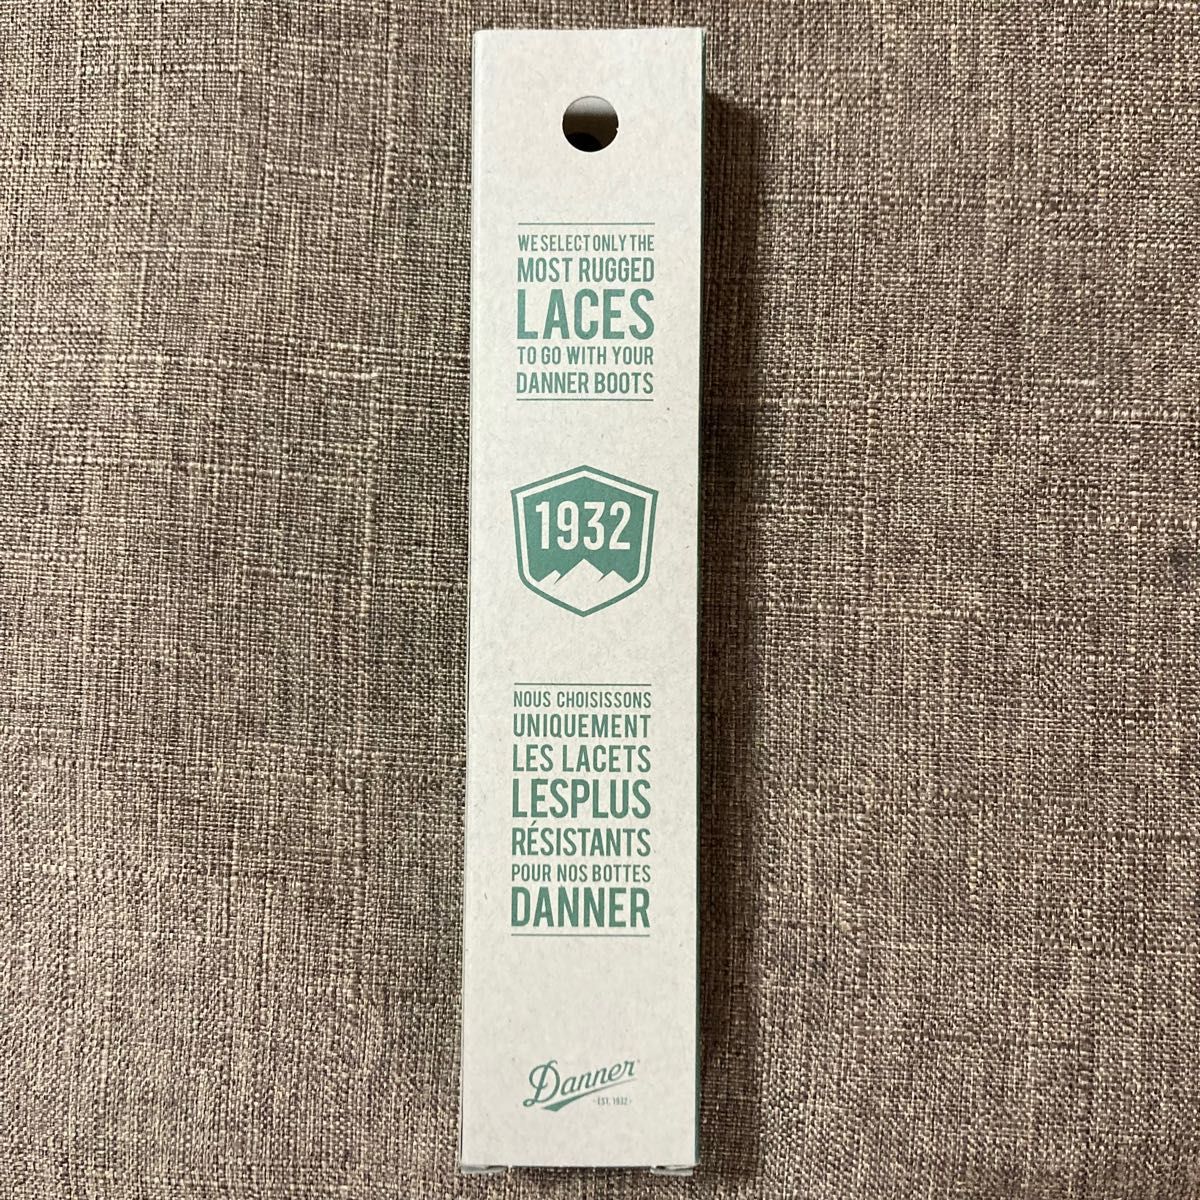 WE SELECT ONLY THE
MOST RUGGED
LACES
TO GO WITH YOUR
DANNER BOOTS
1932
NOUS CHOISISSONS
UNIQUEMENT
LES LACETS
LESPLUS
RÉSISTANTS
POUR NOS BOTTES
DANNER
Danner
-EST. 1932-